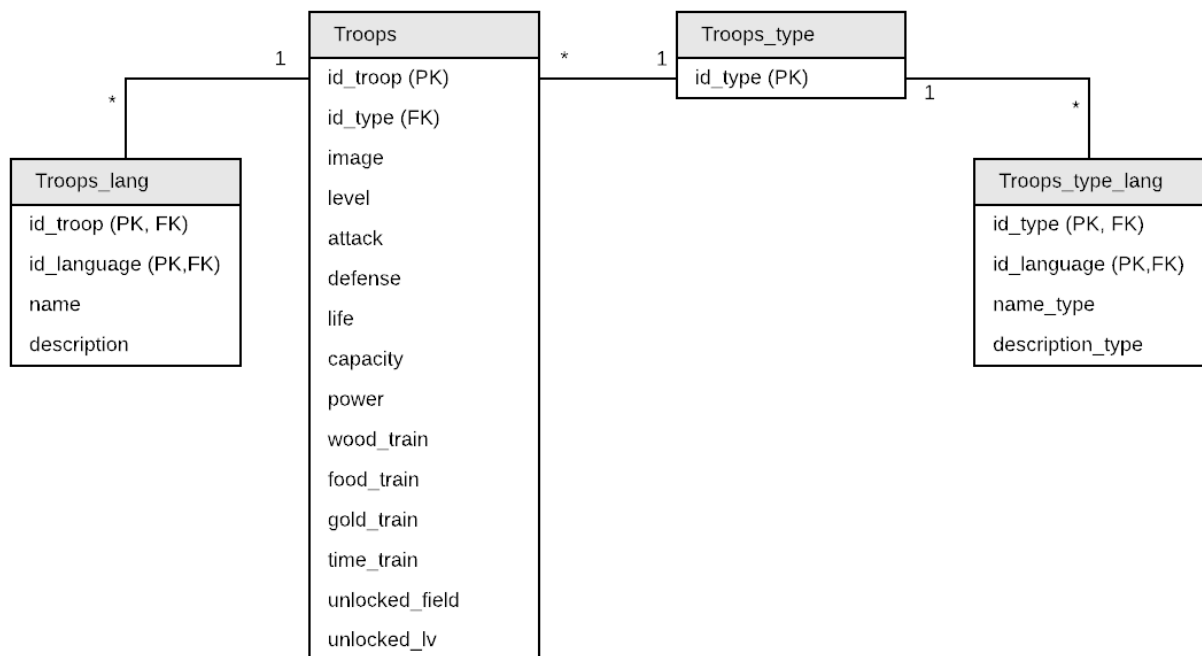 Troops
id_troop (PK)
id_type (FK)
image
level
attack
defense
life
capacity
power
wood_train
food_train
gold_train
time_train
unlocked_field
unlocked_lv
1
*
Troops_lang
id_troop (PK, FK)
id_language (PK,FK)
name
description
*
1
Troops_type
id_type (PK)
1
*
Troops_type_lang
id_type (PK, FK)
id_language (PK,FK)
name_type
description_type